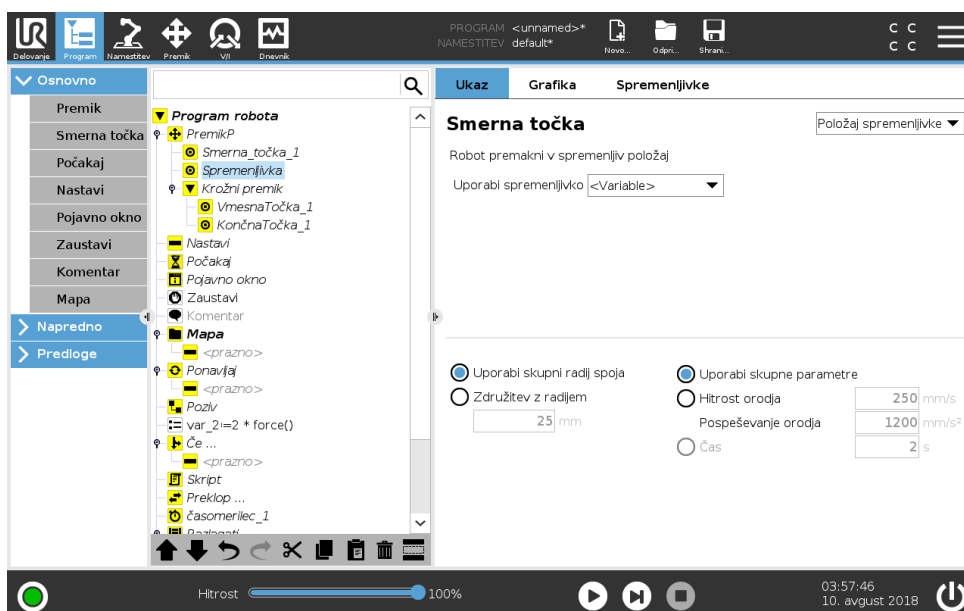 PROGRAM <unnamed>*
NAMESTITEV default*
Delovanje
Program
Namestitev
Premik
V/I
Dnevnik
Novo...
Odpri...
Shrani...
C C
C C
Osnovno
Premik
Smerna točka
Počakaj
Nastavi
Pojavno okno
Zaustavi
Komentar
Mapa
Napredno
Predloge
Program robota
PremikP
Smerna_točka_1
Spremenljivka
Krožni premik
VmesnaTočka_1
KončnaTočka_1
Nastavi
Počakaj
Pojavno okno
Zaustavi
Komentar
Mapa
<prazno>
Ponavljaj
<prazno>
Poziv
var_2:=2 * force()
Če ...
<prazno>
Skript
Preklop ...
časomerilec_1
Ukaz
Grafika
Spremenljivke
Smerna točka
Položaj spremenljivke
Robot premakni v spremenljiv položaj
Uporabi spremenljivko <Variable>
Uporabi skupni radij spoja
Združitev z radijem
25 mm
Uporabi skupne parametre
Hitrost orodja 250 mm/s
Pospeševanje orodja 1200 mm/s²
Čas 2 s
Hitrost 100%
03:57:46
10. avgust 2018